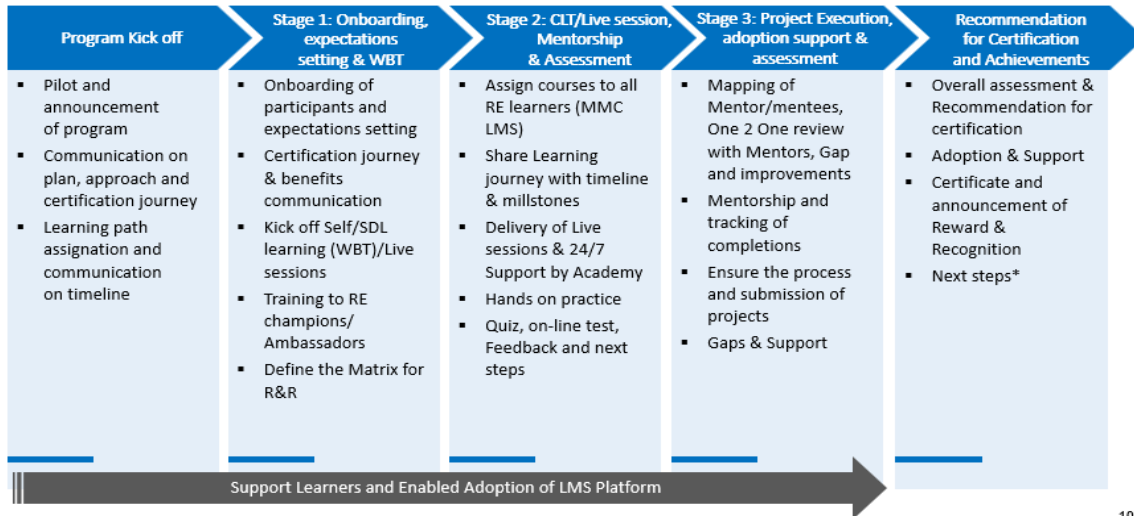 Program Kick off
▪ Pilot and
announcement
of program
▪ Communication on
plan, approach and
certification journey
▪ Learning path
assignation and
communication
on timeline
Stage 1: Onboarding,
expectations
setting & WBT
▪ Onboarding of
participants and
expectations setting
▪ Certification journey
& benefits
communication
▪ Kick off Self/SDL
learning (WBT)/Live
sessions
▪ Training to RE
champions/
Ambassadors
▪ Define the Matrix for
R&R
Stage 2: CLT/Live session,
Mentorship
& Assessment
▪ Assign courses to all
RE learners (MMC
LMS)
▪ Share Learning
journey with timeline
& millstones
▪ Delivery of Live
sessions & 24/7
Support by Academy
▪ Hands on practice
▪ Quiz, on-line test,
Feedback and next
steps
Stage 3: Project Execution,
adoption support &
assessment
▪ Mapping of
Mentor/mentees,
One 2 One review
with Mentors, Gap
and improvements
▪ Mentorship and
tracking of
completions
▪ Ensure the process
and submission of
projects
▪ Gaps & Support
Recommendation
for Certification
and Achievements
▪ Overall assessment &
Recommendation for
certification
▪ Adoption & Support
▪ Certificate and
announcement of
Reward &
Recognition
▪ Next steps*
Support Learners and Enabled Adoption of LMS Platform